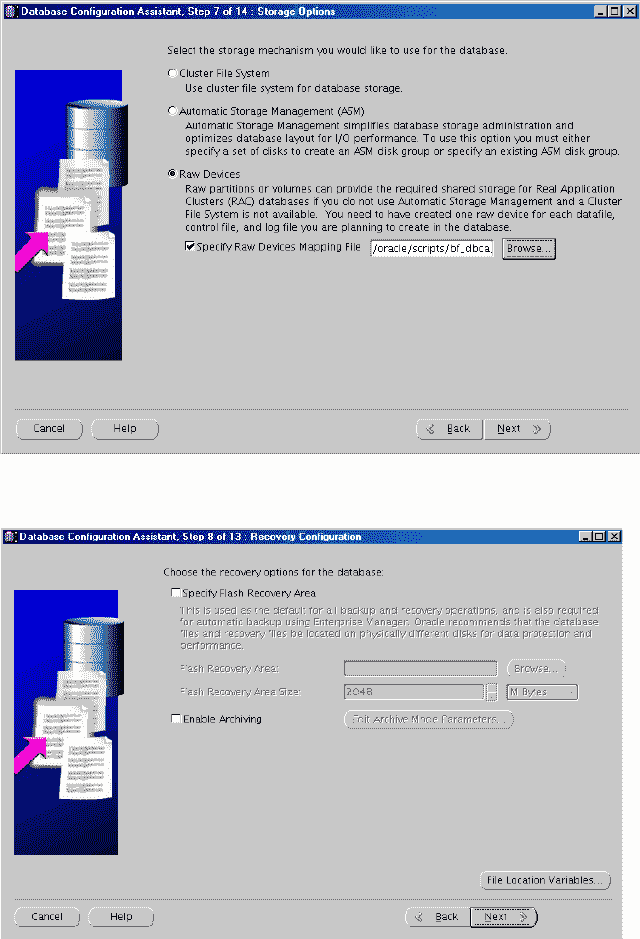 Database Configuration Assistant, Step 7 of 14 : Storage Options
Select the storage mechanism you would like to use for the database.
Cluster File System
Use cluster file system for database storage.
Automatic Storage Management (ASM)
Automatic Storage Management simplifies database storage administration and
optimizes database layout for I/O performance. To use this option you must either
specify a set of disks to create an ASM disk group or specify an existing ASM disk group.
Raw Devices
Raw partitions or volumes can provide the required shared storage for Real Application
Clusters (RAC) databases if you do not use Automatic Storage Management and a Cluster
File System is not available. You need to have created one raw device for each datafile,
control file, and log file you are planning to create in the database.
Specify Raw Devices Mapping File /oracle/scripts/bf_dbca. Browse...
Cancel Help Back Next
Database Configuration Assistant, Step 8 of 13 : Recovery Configuration
Choose the recovery options for the database:
Specify Flash Recovery Area
This is used as the default for all backup and recovery operations, and is also required
for automatic backup using Enterprise Manager. Oracle recommends that the database
files and recovery files be located on physically different disks for data protection and
performance.
Flash Recovery Area: Browse...
Flash Recovery Area Size: 2048 M Bytes
Enable Archiving Edit Archive Mode Parameters...
File Location Variables...
Cancel Help Back Next